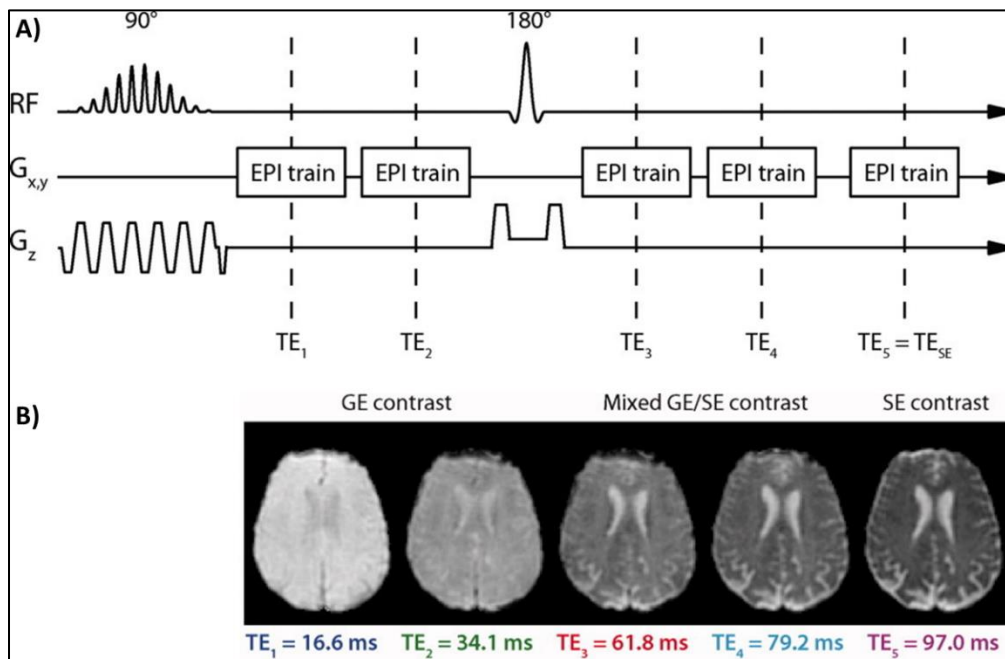 A)
90°
180°
RF
G_x,y
EPI train
EPI train
EPI train
EPI train
EPI train
G_z
TE_1
TE_2
TE_3
TE_4
TE_5 = TE_SE
B)
GE contrast
Mixed GE/SE contrast
SE contrast
TE_1 = 16.6 ms
TE_2 = 34.1 ms
TE_3 = 61.8 ms
TE_4 = 79.2 ms
TE_5 = 97.0 ms